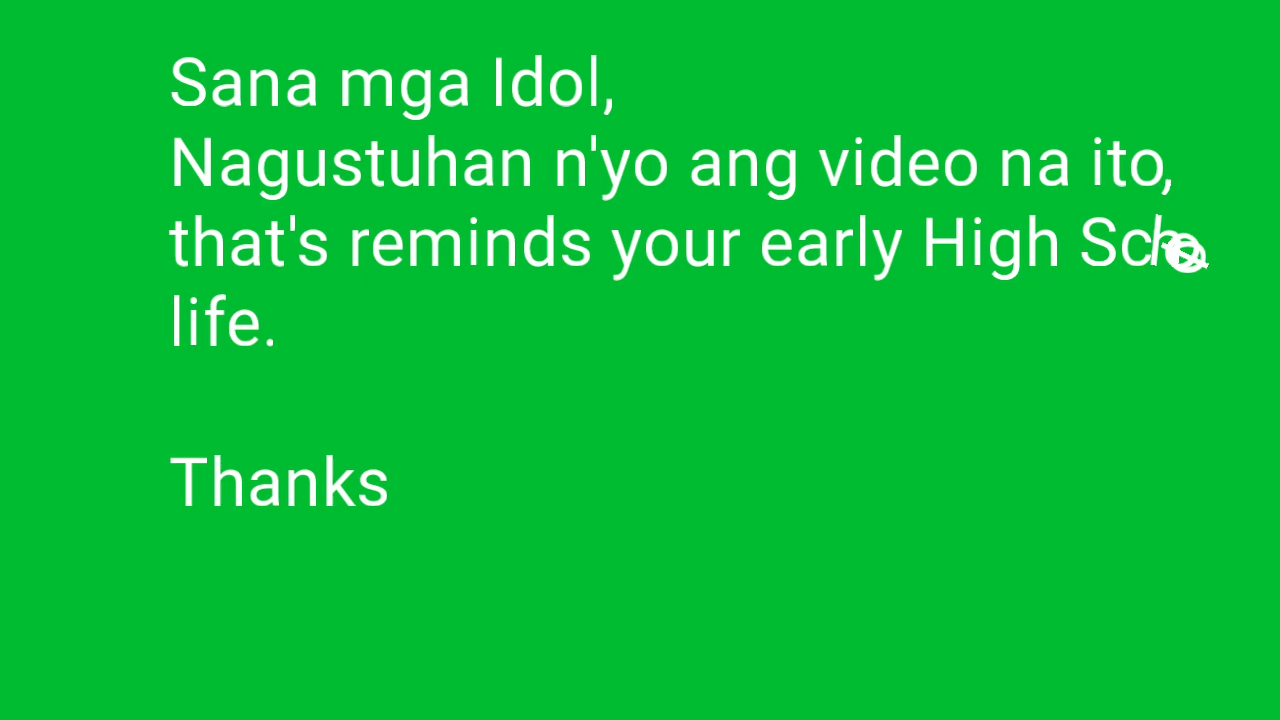 Sana mga Idol,
Nagustuhan n'yo ang video na ito,
that's reminds your early High
life.
Thanks